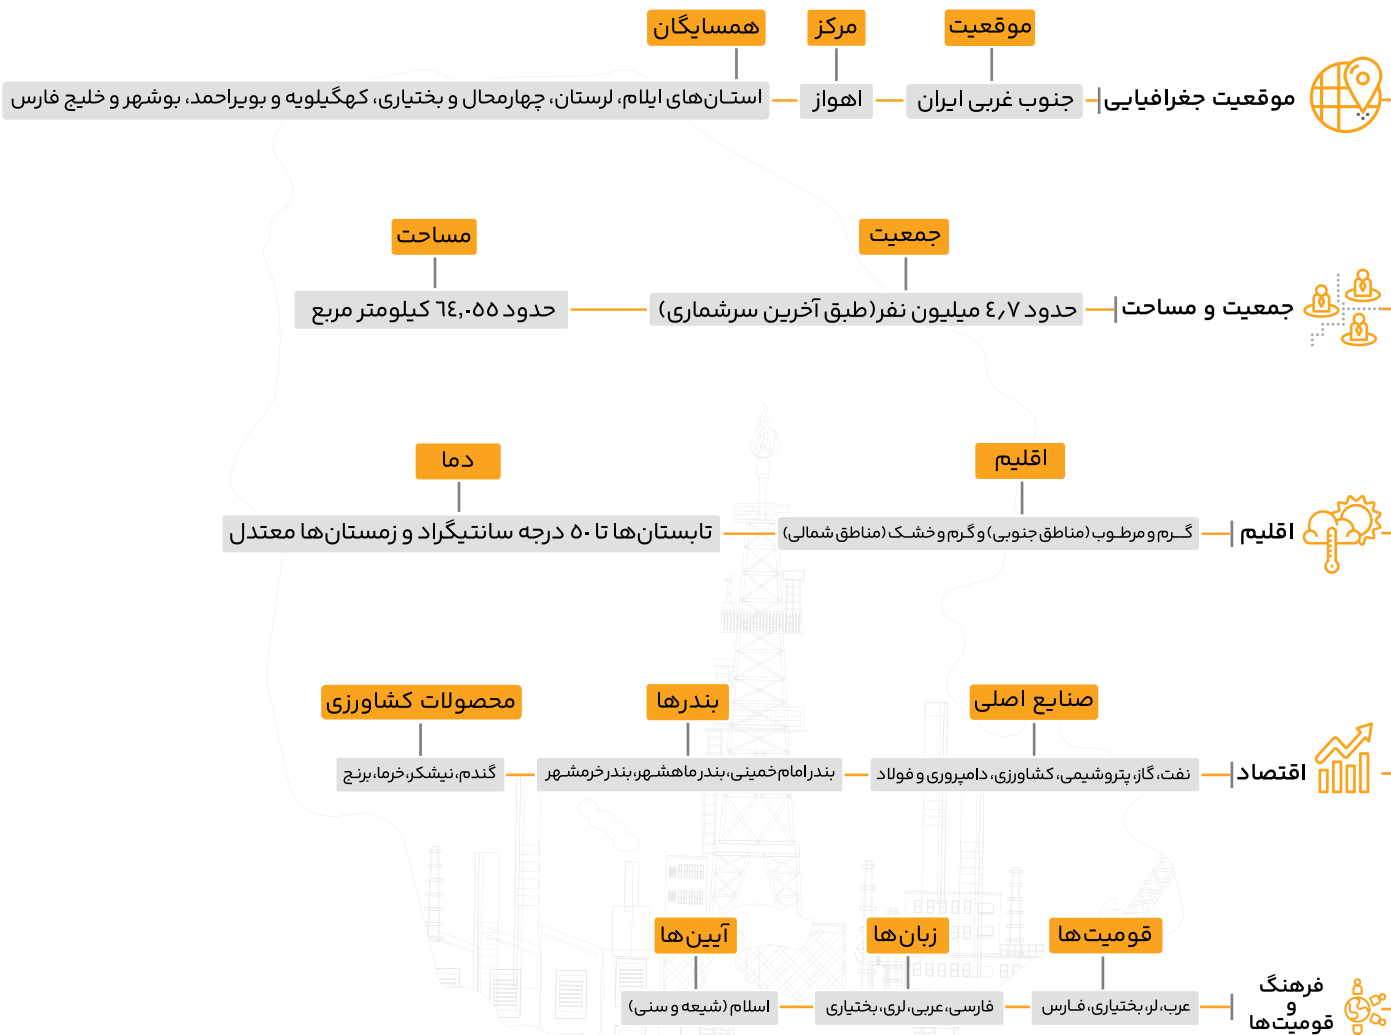 موقعیت جغرافیایی
موقعیت
جنوب غربی ایران
مرکز
اهواز
همسایگان
استان‌های ایلام، لرستان، چهارمحال و بختیاری، کهگیلویه و بویراحمد، بوشهر و خلیج فارس
جمعیت و مساحت
جمعیت
حدود ٤٫٧ میلیون نفر(طبق آخرین سرشماری)
مساحت
حدود ٦٤,٠٥٥ کیلومتر مربع
اقلیم
اقلیم
گرم و مرطوب (مناطق جنوبی) و گرم و خشک (مناطق شمالی)
دما
تابستان‌ها تا ٥٠ درجه سانتیگراد و زمستان‌ها معتدل
اقتصاد
صنایع اصلی
نفت، گاز، پتروشیمی، کشاورزی، دامپروری و فولاد
بندرها
بندر امام خمینی، بندر ماهشهر، بندر خرمشهر
محصولات کشاورزی
گندم، نیشکر، خرما، برنج
فرهنگ
و
قومیت‌ها
قومیت‌ها
عرب، لر، بختیاری، فارس
زبان‌ها
فارسی، عربی، لری، بختیاری
آیین‌ها
اسلام (شیعه و سنی)